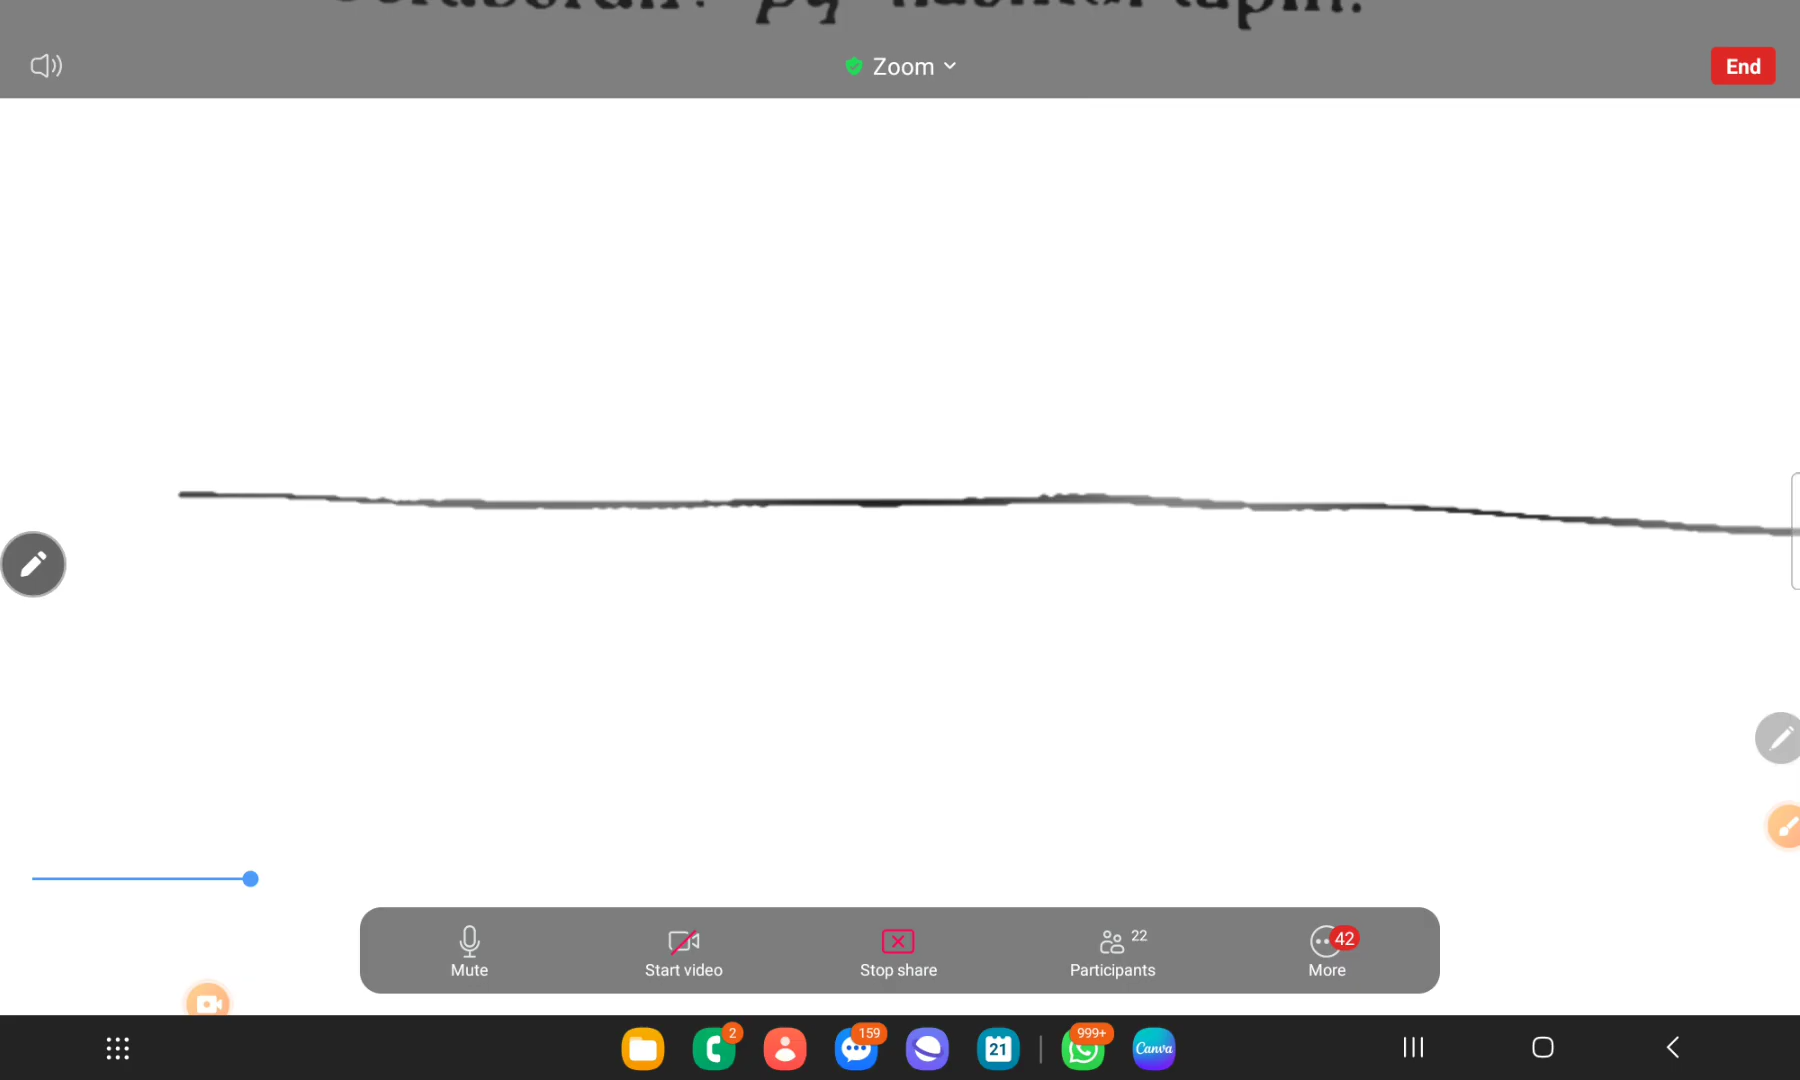 Zoom
End
Mute
Start video
Stop share
Participants
22
More
42
2
159
21
999+
Canva